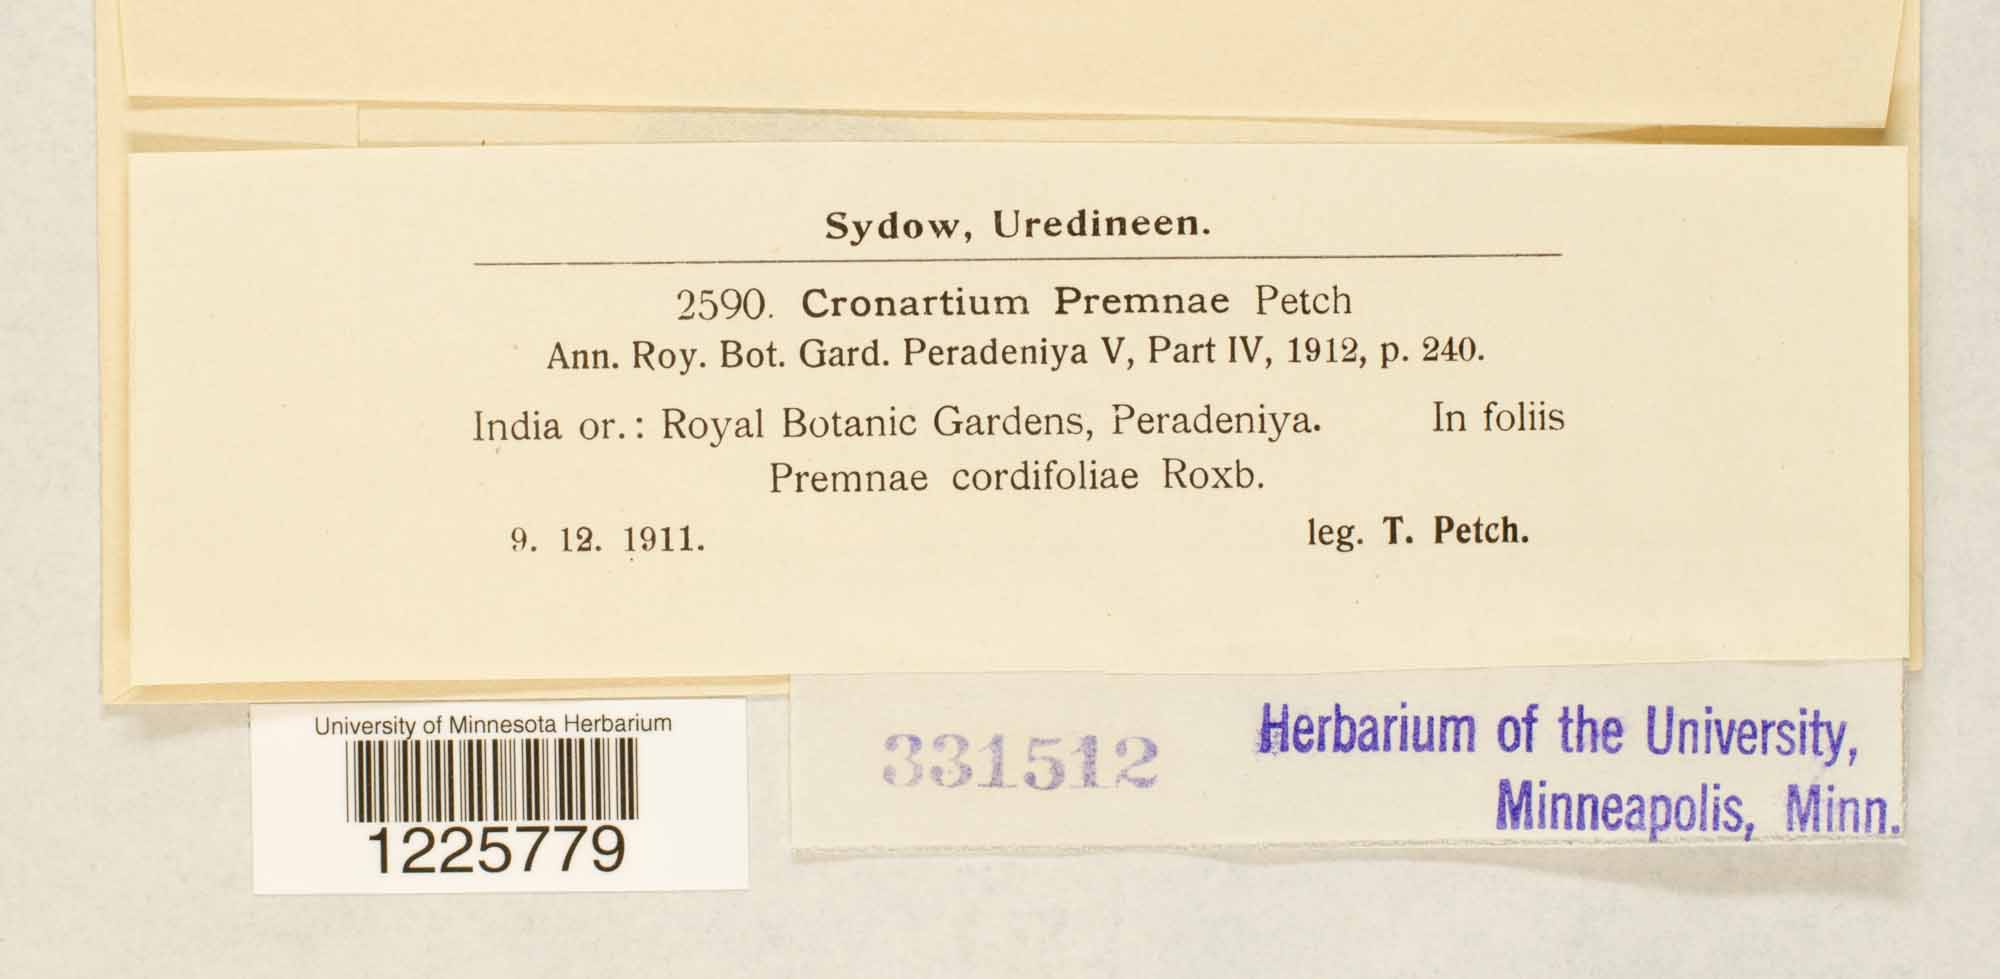 Sydow, Uredineen.
2590. Cronartium Premnae Petch
Ann. Roy. Bot. Gard. Peradeniya V, Part IV, 1912, p. 240.
India or.: Royal Botanic Gardens, Peradeniya. In foliis
Premnae cordifoliae Roxb.
9. 12. 1911. leg. T. Petch.
University of Minnesota Herbarium
1225779
331512
Herbarium of the University,
Minneapolis, Minn.